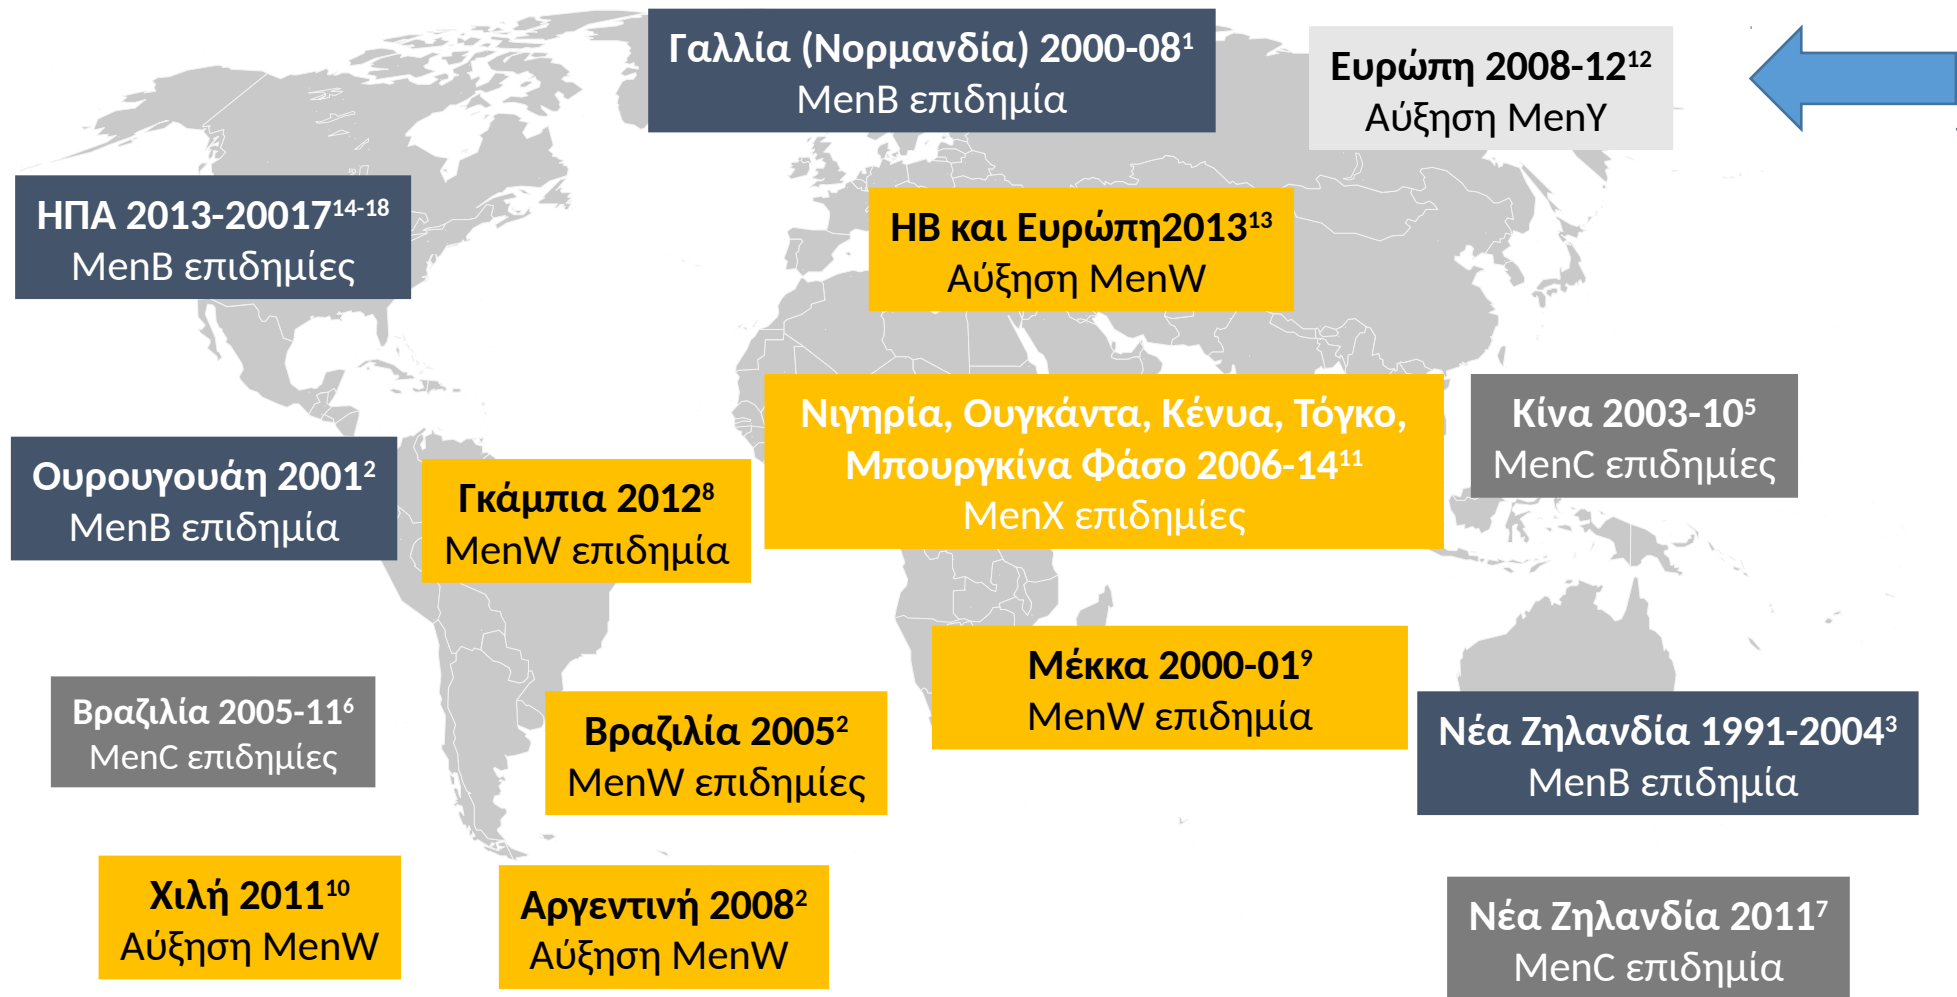 Γαλλία (Νορμανδία) 2000-08¹
MenB επιδημία
Ευρώπη 2008-12¹²
Αύξηση MenY
ΗΠΑ 2013-20017¹⁴⁻¹⁸
MenB επιδημίες
ΗΒ και Ευρώπη2013¹³
Αύξηση MenW
Νιγηρία, Ουγκάντα, Κένυα, Τόγκο,
Μπουργκίνα Φάσο 2006-14¹¹
MenX επιδημίες
Κίνα 2003-10⁵
MenC επιδημίες
Ουρουγουάη 2001²
MenB επιδημία
Γκάμπια 2012⁸
MenW επιδημία
Μέκκα 2000-01⁹
MenW επιδημία
Βραζιλία 2005-11⁶
MenC επιδημίες
Βραζιλία 2005²
MenW επιδημίες
Νέα Ζηλανδία 1991-2004³
MenB επιδημία
Χιλή 2011¹⁰
Αύξηση MenW
Αργεντινή 2008²
Αύξηση MenW
Νέα Ζηλανδία 2011⁷
MenC επιδημία